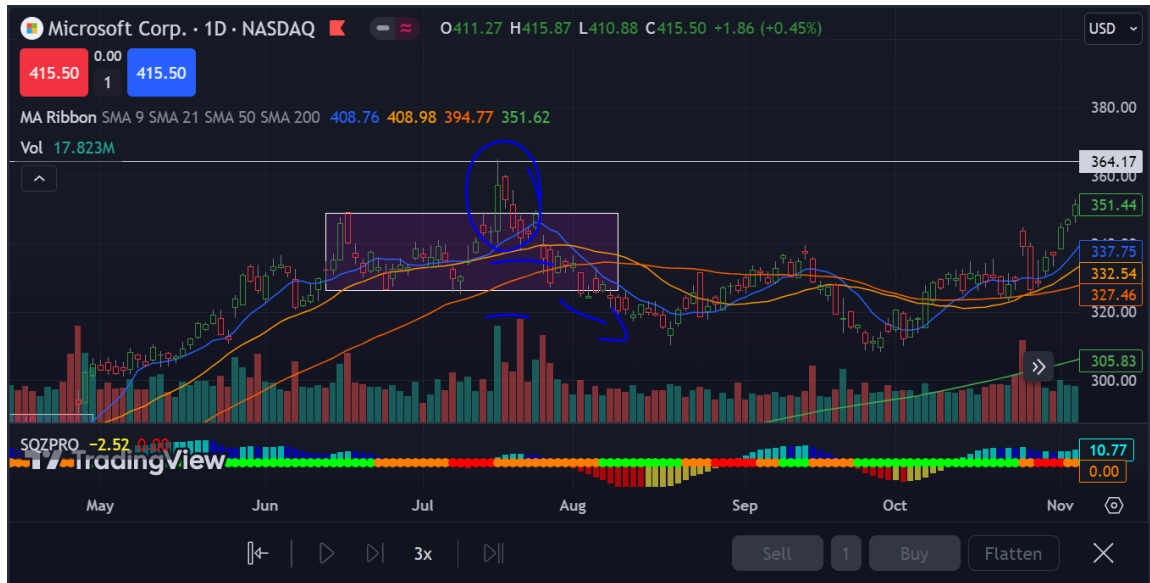 Microsoft Corp. · 1D · NASDAQ O411.27 H415.87 L410.88 C415.50 +1.86 (+0.45%) USD
415.50 0.00 1 415.50
380.00
MA Ribbon SMA 9 SMA 21 SMA 50 SMA 200 408.76 408.98 394.77 351.62
Vol 17.823M
364.17
360.00
351.44
337.75
332.54
327.46
320.00
305.83
300.00
SQZPRO −2.52 0.00
TradingView
10.77
0.00
May Jun Jul Aug Sep Oct Nov
3x Sell 1 Buy Flatten